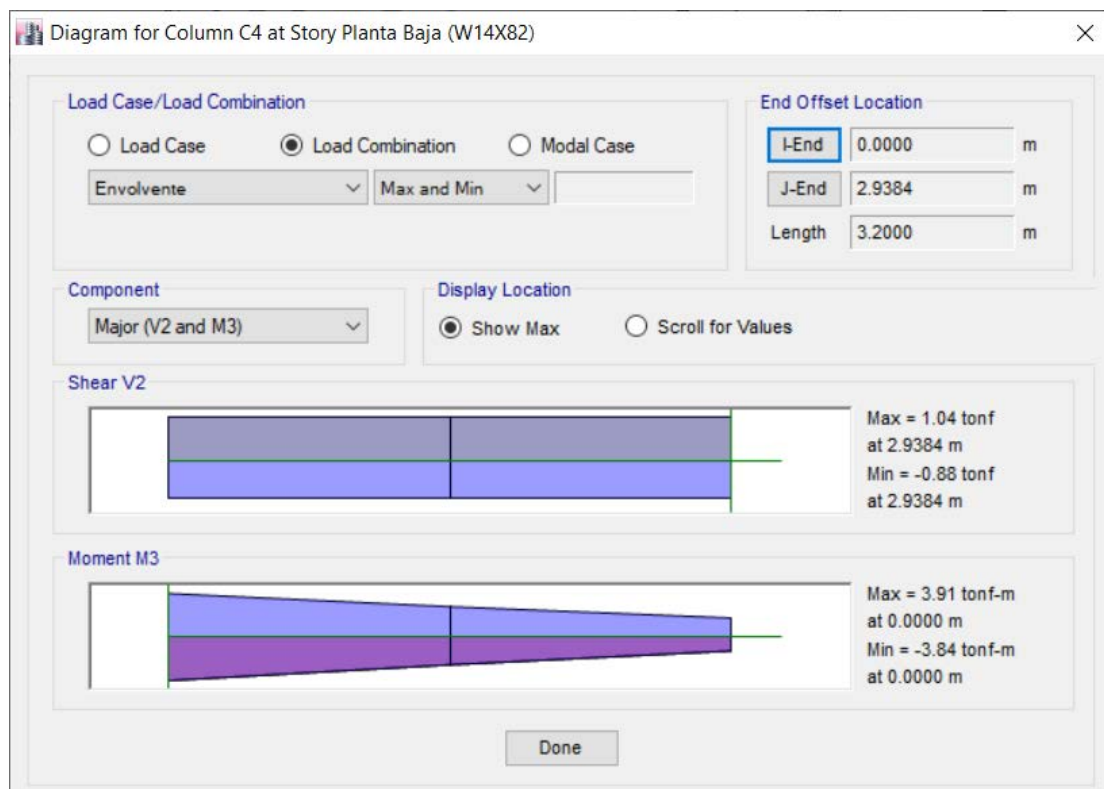 Diagram for Column C4 at Story Planta Baja (W14X82)
Load Case/Load Combination
Load Case
Load Combination
Modal Case
Envolvente
Max and Min
End Offset Location
I-End
0.0000
m
J-End
2.9384
m
Length
3.2000
m
Component
Major (V2 and M3)
Display Location
Show Max
Scroll for Values
Shear V2
Max = 1.04 tonf
at 2.9384 m
Min = -0.88 tonf
at 2.9384 m
Moment M3
Max = 3.91 tonf-m
at 0.0000 m
Min = -3.84 tonf-m
at 0.0000 m
Done